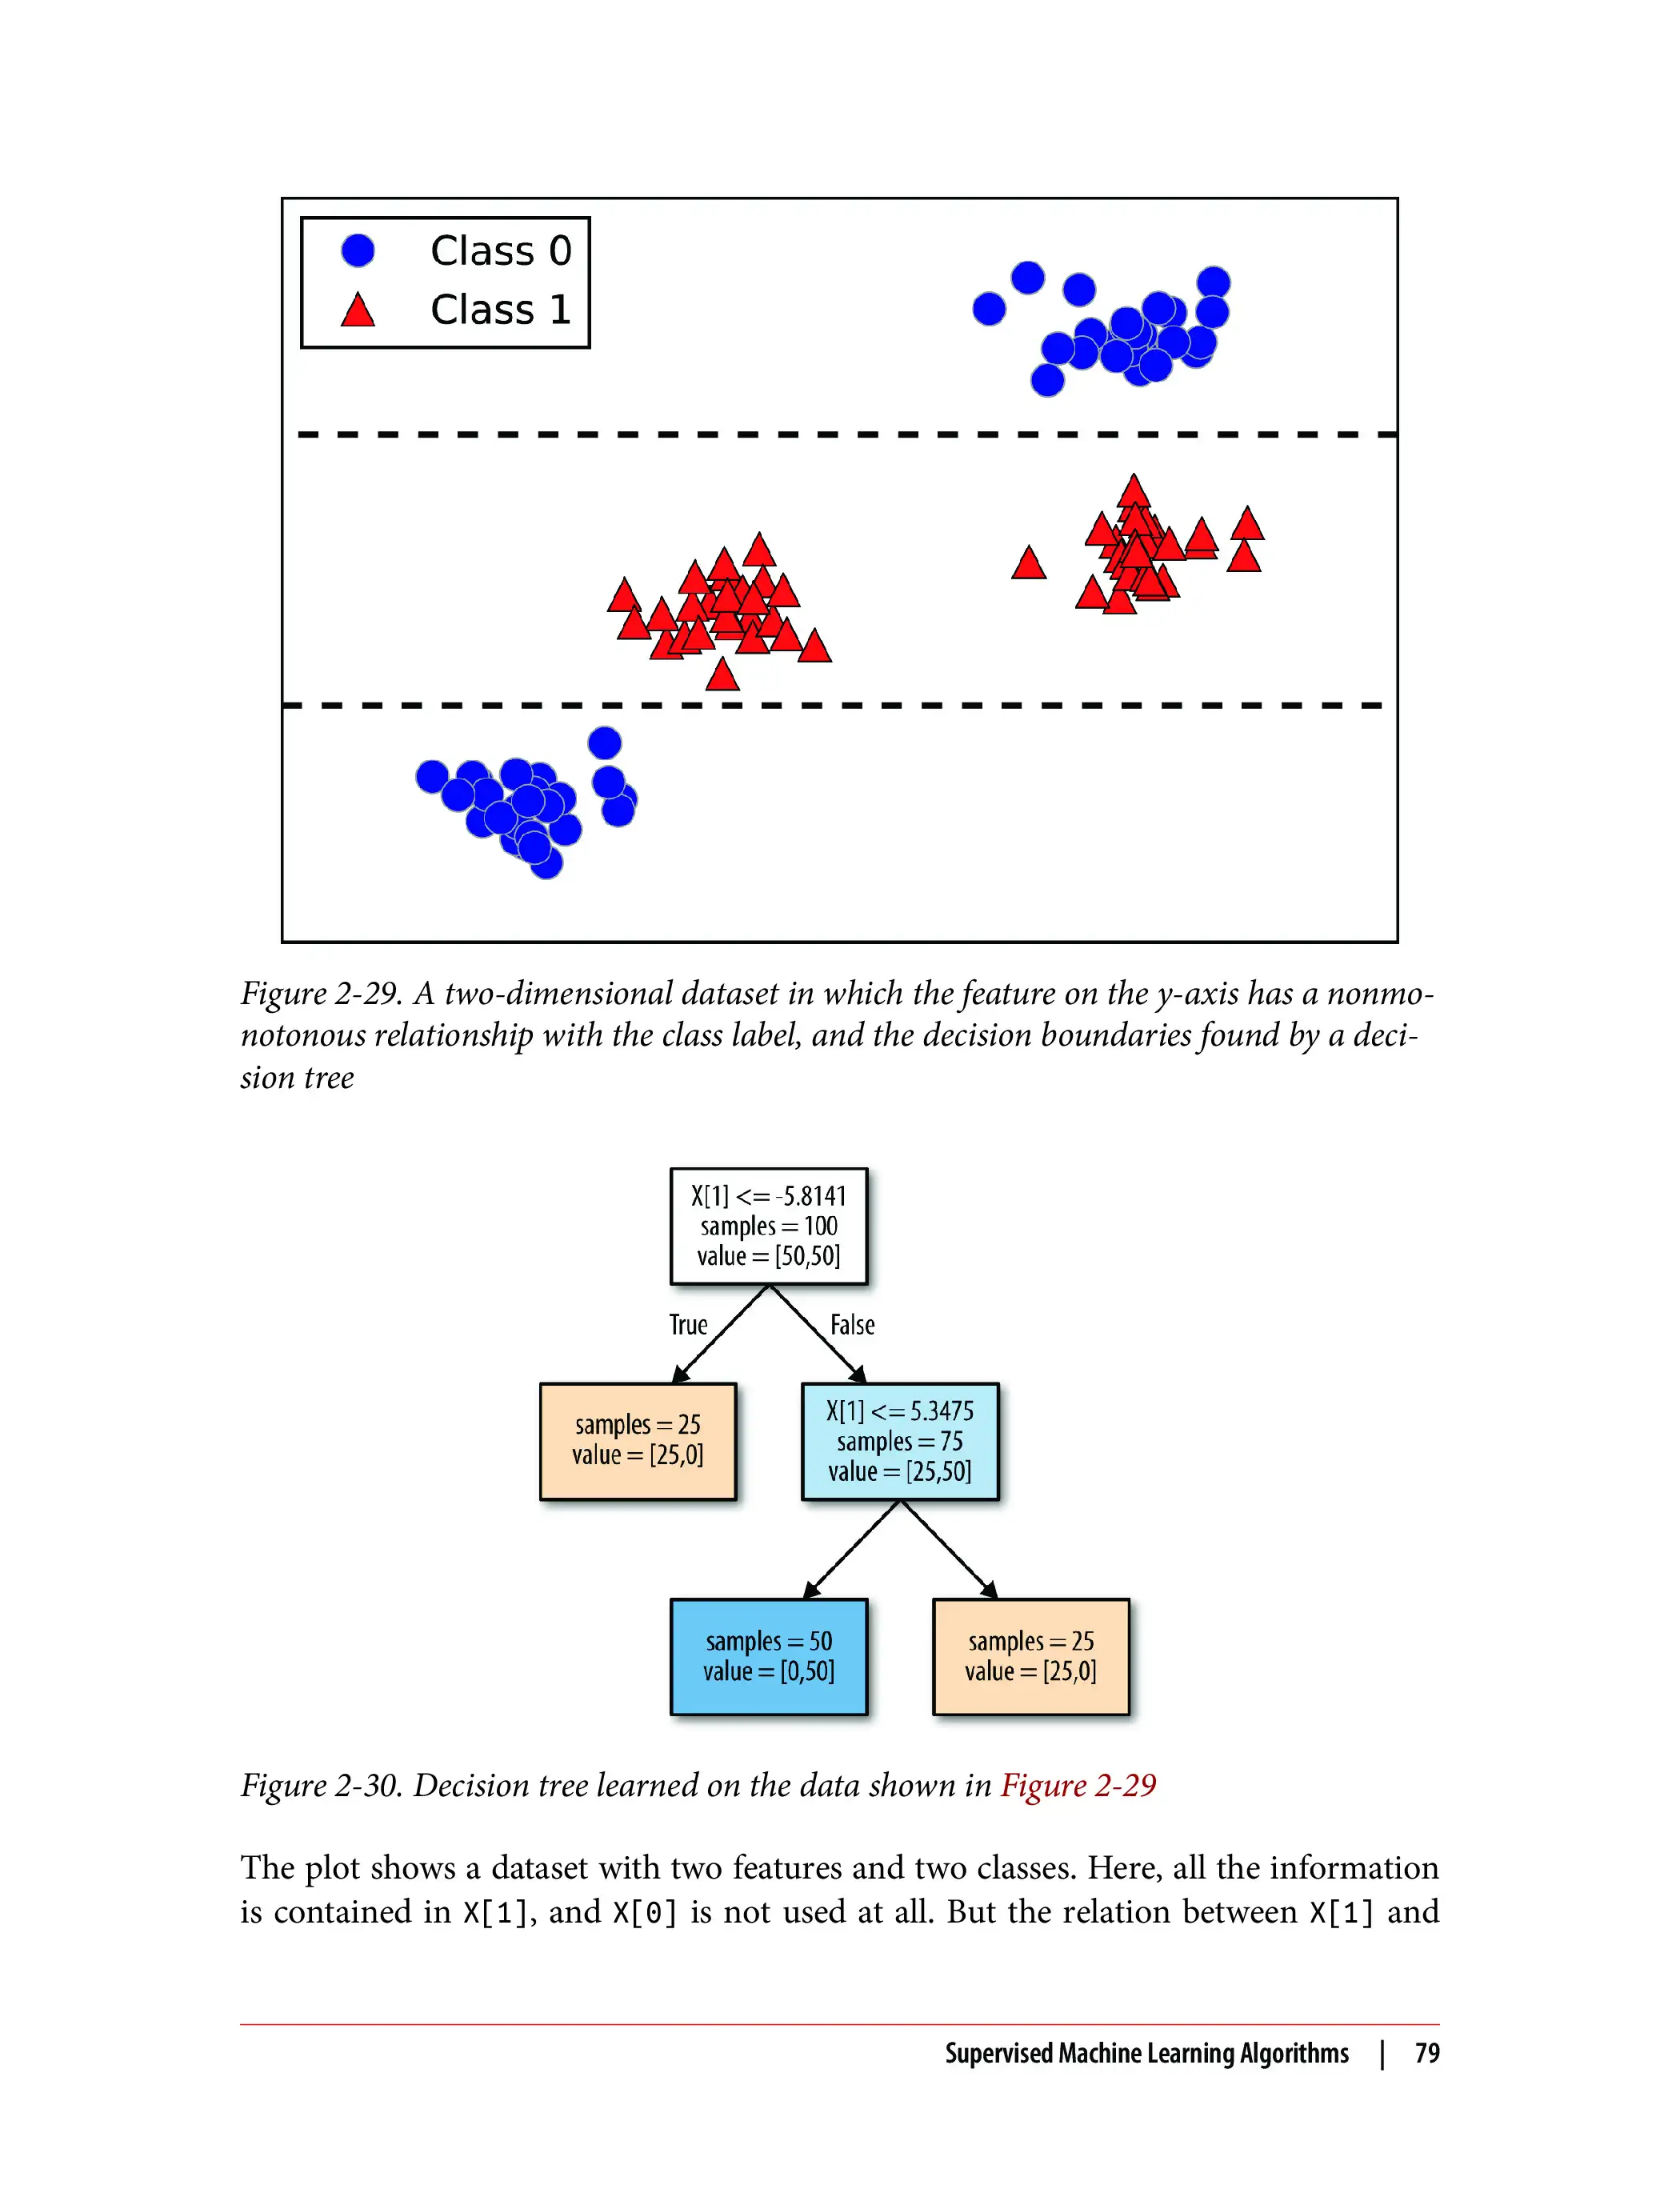 Class 0
Class 1
Figure 2-29. A two-dimensional dataset in which the feature on the y-axis has a nonmo-
notonous relationship with the class label, and the decision boundaries found by a deci-
sion tree
X[1] <= -5.8141
samples = 100
value = [50,50]
True
False
samples = 25
value = [25,0]
X[1] <= 5.3475
samples = 75
value = [25,50]
samples = 50
value = [0,50]
samples = 25
value = [25,0]
Figure 2-30. Decision tree learned on the data shown in Figure 2-29
The plot shows a dataset with two features and two classes. Here, all the information
is contained in X[1], and X[0] is not used at all. But the relation between X[1] and
Supervised Machine Learning Algorithms | 79